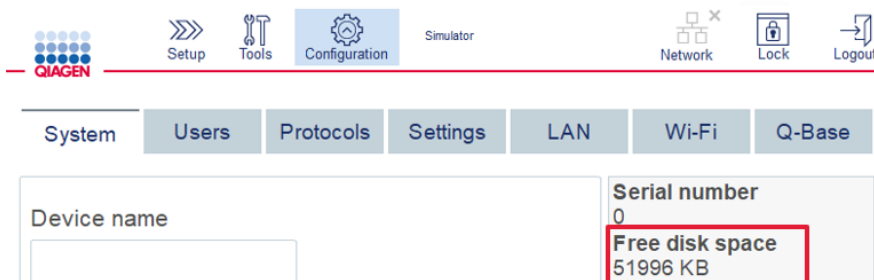 Setup Tools Configuration Simulator Network Lock Logout
QIAGEN
System Users Protocols Settings LAN Wi-Fi Q-Base
Device name
Serial number
0
Free disk space
51996 KB